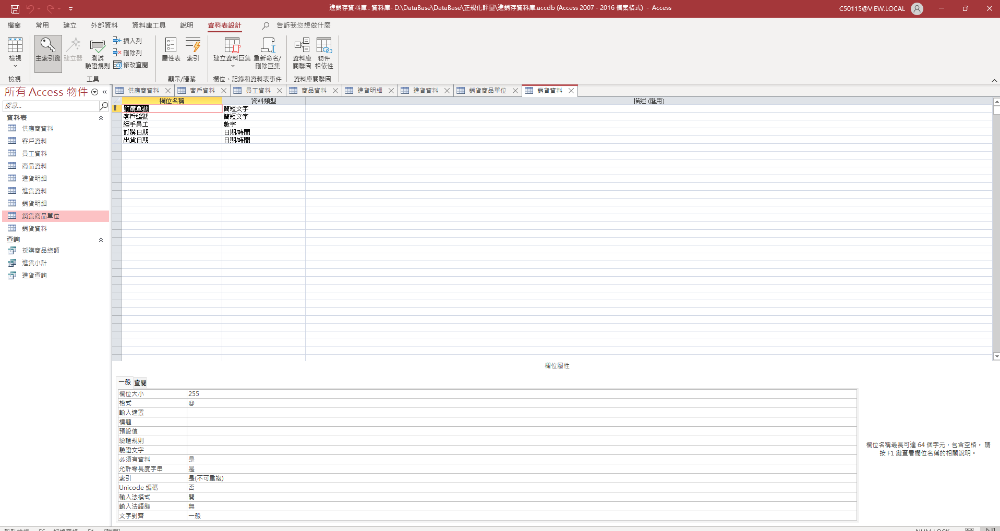 進銷存資料庫 : 資料庫- D:\DataBase\DataBase\正規化評量\進銷存資料庫.accdb (Access 2007 - 2016 檔案格式) - Access
C50115@VIEW.LOCAL
檔案 常用 建立 外部資料 資料庫工具 說明 資料表設計 告訴我您想做什麼
檢視
主索引鍵
建立器
測試
驗證規則
插入列
刪除列
修改查閱
屬性表
索引
建立資料巨集
重新命名/
刪除巨集
資料庫
關聯圖
物件
相依性
檢視 工具 顯示/隱藏 欄位、記錄和資料表事件 資料庫關聯圖
所有 Access 物件
搜尋...
資料表
供應商資料
客戶資料
員工資料
商品資料
進貨明細
進貨資料
銷貨明細
銷貨商品單位
銷貨資料
查詢
採購商品總額
進貨小計
進貨查詢
供應商資料 客戶資料 員工資料 商品資料 進貨明細 進貨資料 銷貨商品單位 銷貨資料
欄位名稱 資料類型 描述 (選用)
訂購單號 簡短文字
客戶編號 簡短文字
經手員工 數字
訂購日期 日期/時間
出貨日期 日期/時間
欄位屬性
一般 查閱
欄位大小 255
格式 @
輸入遮罩
標題
預設值
驗證規則
驗證文字
必須有資料 是
允許零長度字串 是
索引 是(不可重複)
Unicode 編碼 否
輸入法模式 開
輸入法語態 無
文字對齊 一般
欄位名稱最長可達 64 個字元，包含空格。 請
按 F1 鍵查看欄位名稱的相關說明。